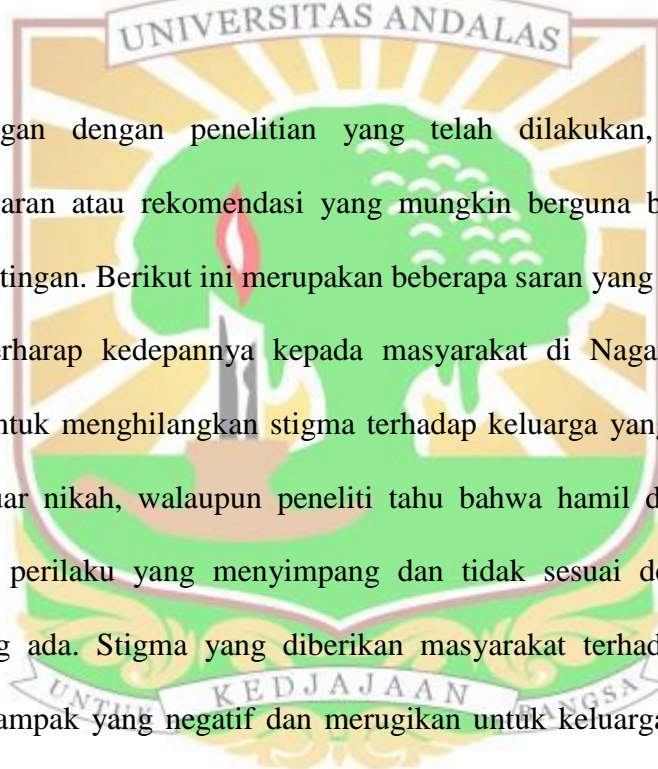 UNIVERSITAS ANDALAS
gan dengan penelitian yang telah dilakukan,
aran atau rekomendasi yang mungkin berguna b
tingan. Berikut ini merupakan beberapa saran yang
erharap kedepannya kepada masyarakat di Naga
ntuk menghilangkan stigma terhadap keluarga yang
uar nikah, walaupun peneliti tahu bahwa hamil d
perilaku yang menyimpang dan tidak sesuai de
g ada. Stigma yang diberikan masyarakat terhad
ampak yang negatif dan merugikan untuk keluarga
UNTUK KEDJAJAAN BANGSA